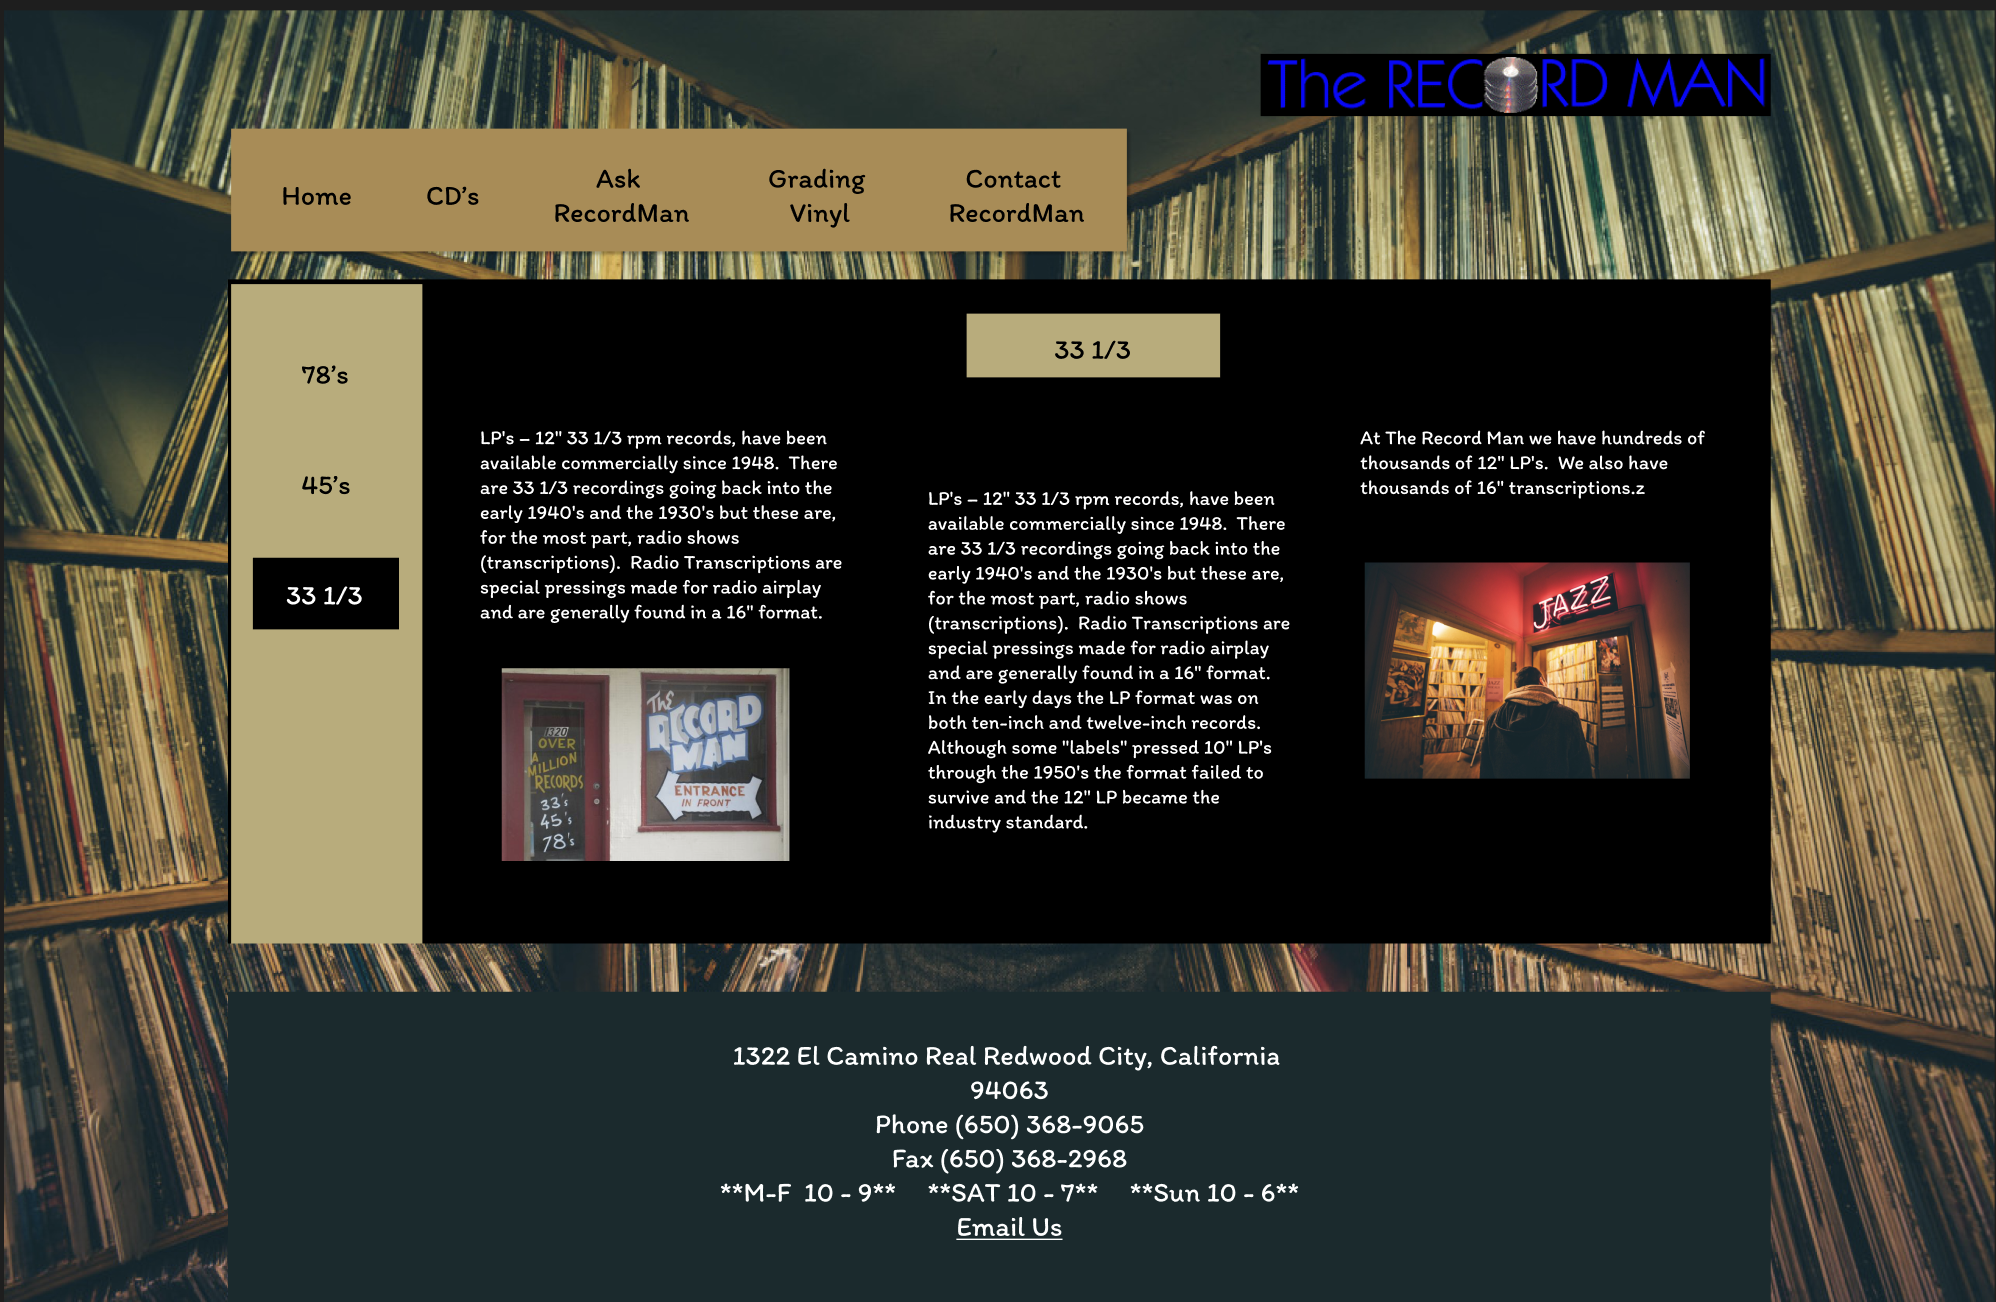 The RECORD MAN
Home
CD’s
Ask
RecordMan
Grading
Vinyl
Contact
RecordMan
78’s
45’s
33 1/3
33 1/3
LP's – 12" 33 1/3 rpm records, have been
available commercially since 1948.  There
are 33 1/3 recordings going back into the
early 1940's and the 1930's but these are,
for the most part, radio shows
(transcriptions).  Radio Transcriptions are
special pressings made for radio airplay
and are generally found in a 16" format.
THE
RECORD
MAN
ENTRANCE
IN FRONT
1320
OVER
A
MILLION
RECORDS
33's
45's
78's
LP's – 12" 33 1/3 rpm records, have been
available commercially since 1948.  There
are 33 1/3 recordings going back into the
early 1940's and the 1930's but these are,
for the most part, radio shows
(transcriptions).  Radio Transcriptions are
special pressings made for radio airplay
and are generally found in a 16" format.
In the early days the LP format was on
both ten-inch and twelve-inch records.
Although some "labels" pressed 10" LP's
through the 1950's the format failed to
survive and the 12" LP became the
industry standard.
At The Record Man we have hundreds of
thousands of 12" LP's.  We also have
thousands of 16" transcriptions.z
JAZZ
1322 El Camino Real Redwood City, California
94063
Phone (650) 368-9065
Fax (650) 368-2968
**M-F  10 - 9**     **SAT 10 - 7**     **Sun 10 - 6**
Email Us